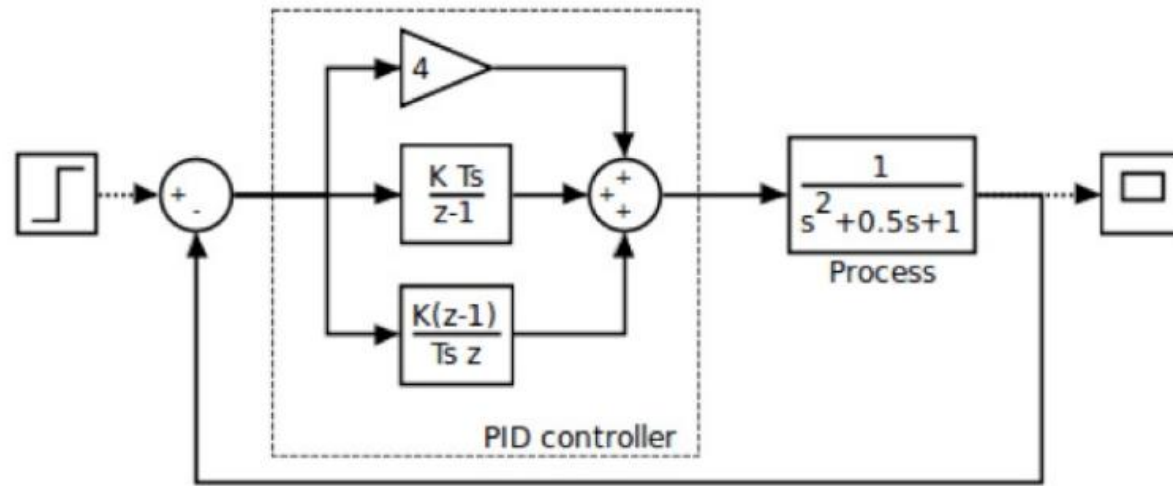 4
+
-
K Ts
z-1
+
+
+
1
s²+0.5s+1
Process
K(z-1)
Ts z
PID controller